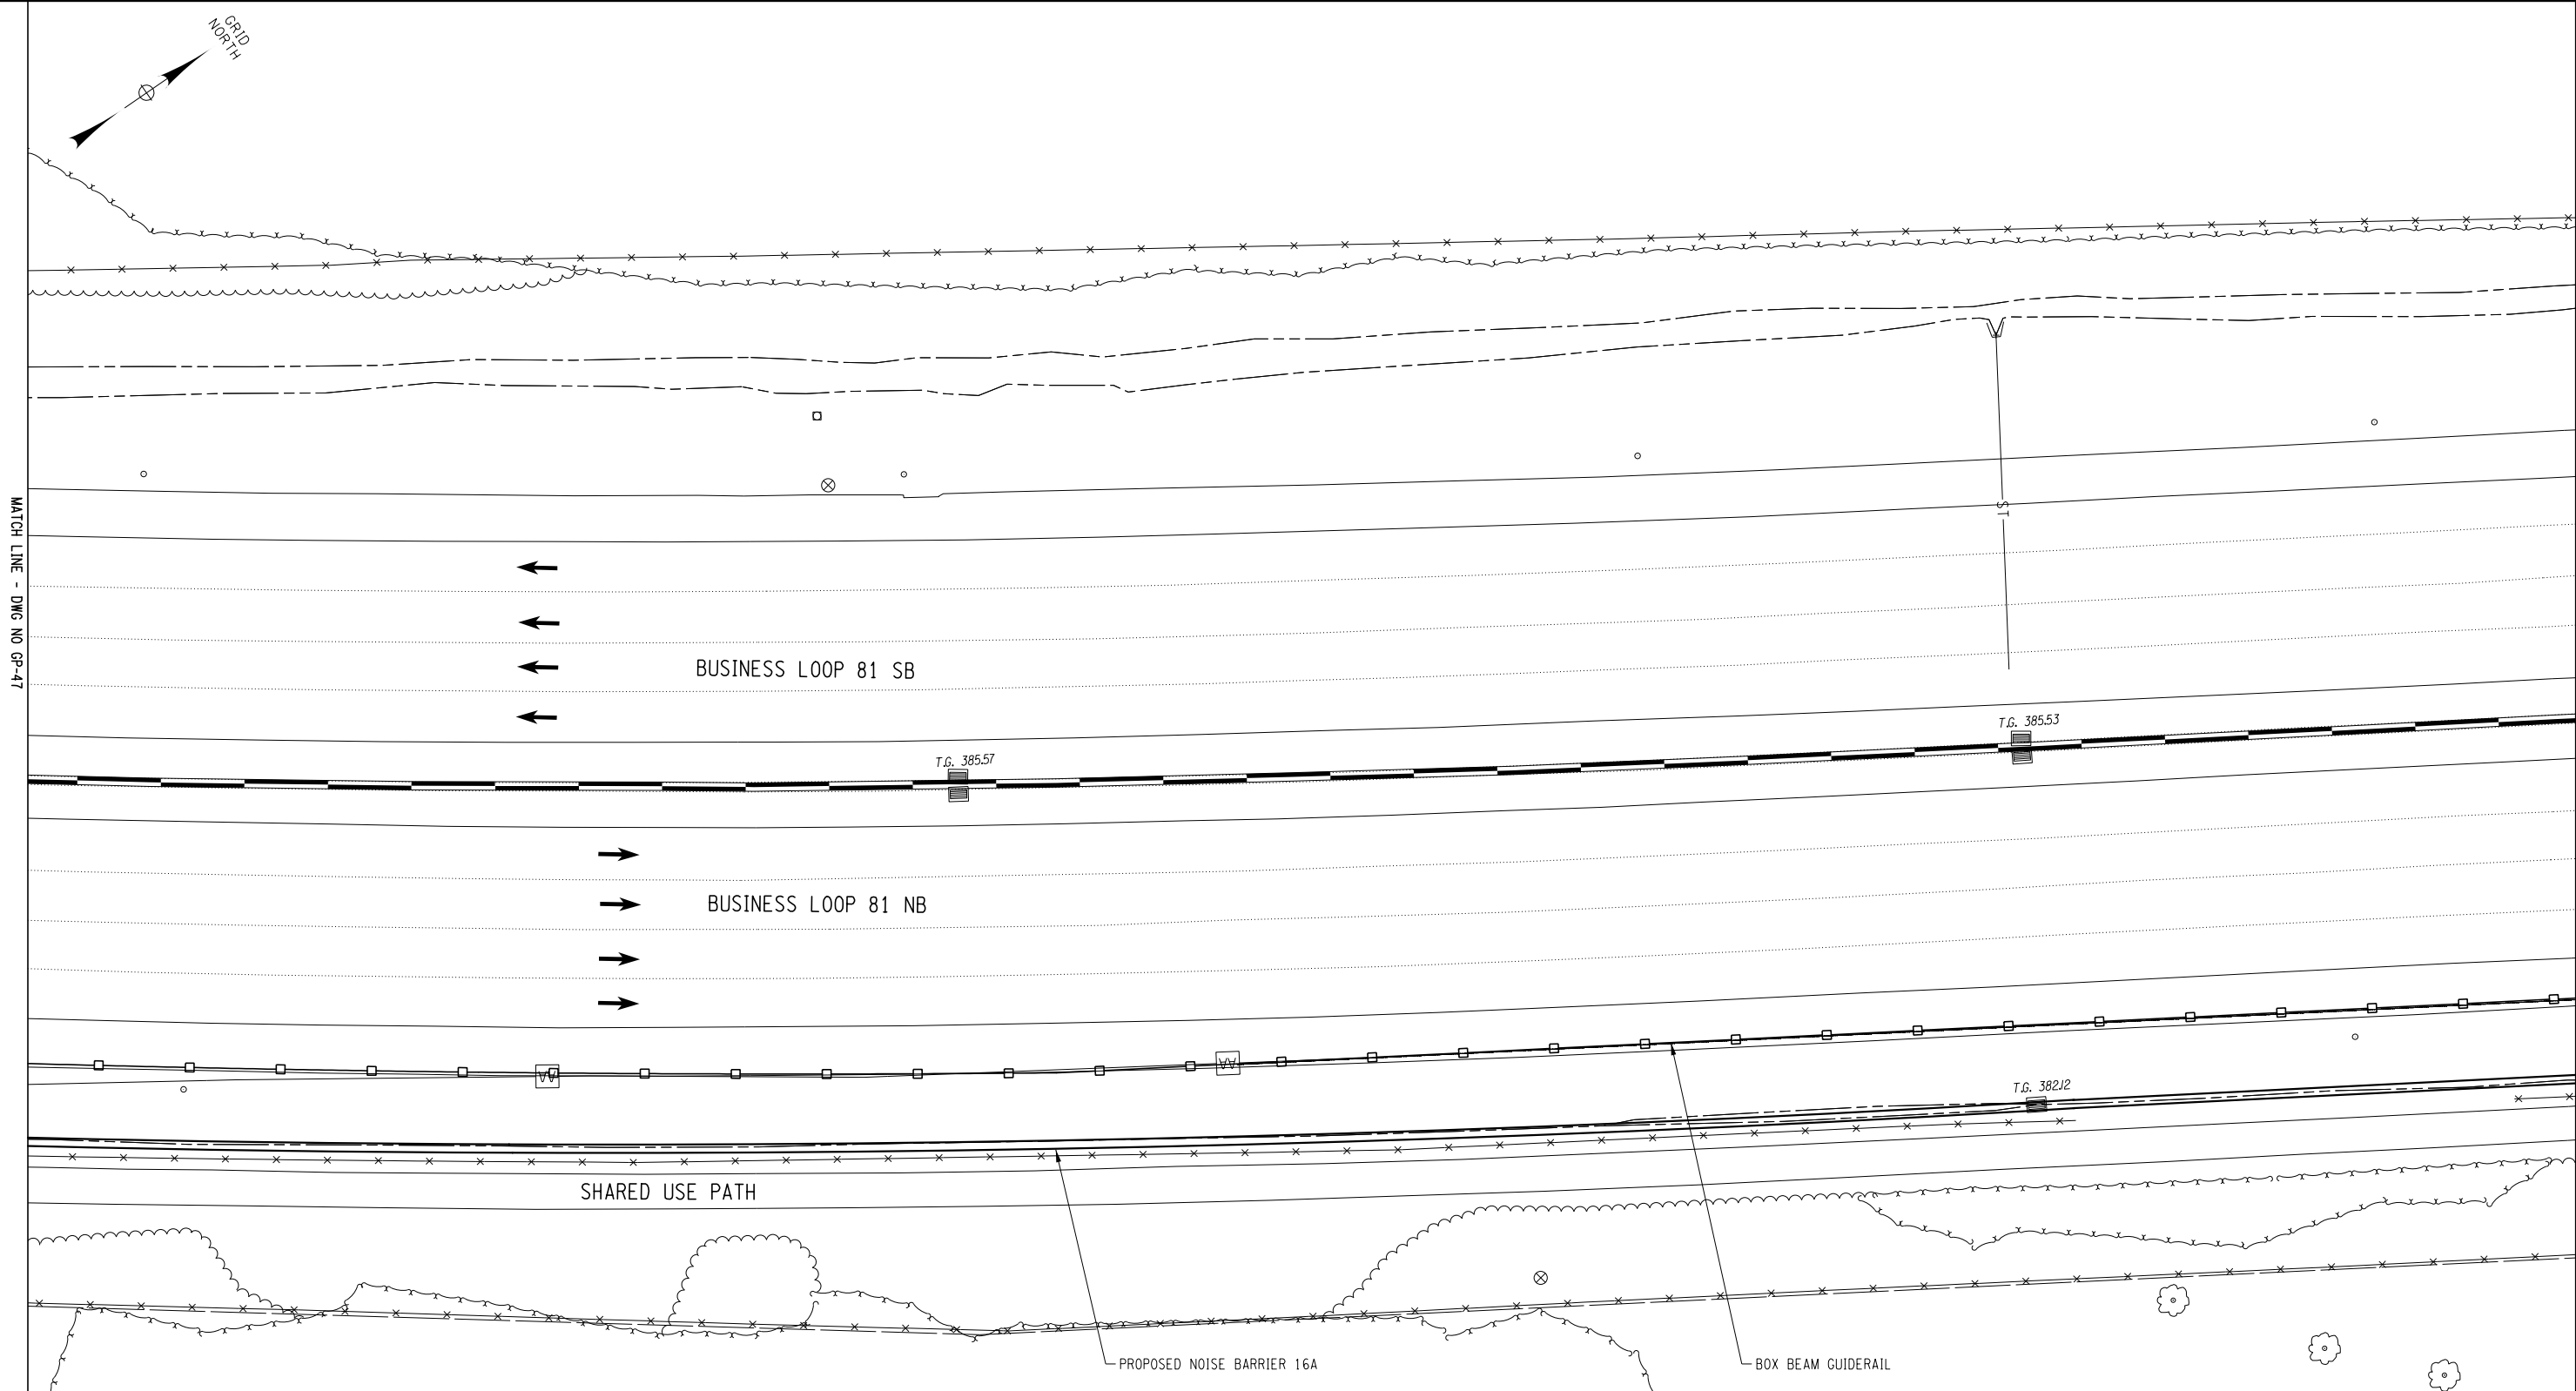 GRID
NORTH
MATCH LINE - DWG NO GP-47
ST
BUSINESS LOOP 81 SB
T.G. 385.53
T.G. 385.57
BUSINESS LOOP 81 NB
W
W
T.G. 382.12
SHARED USE PATH
PROPOSED NOISE BARRIER 16A
BOX BEAM GUIDERAIL